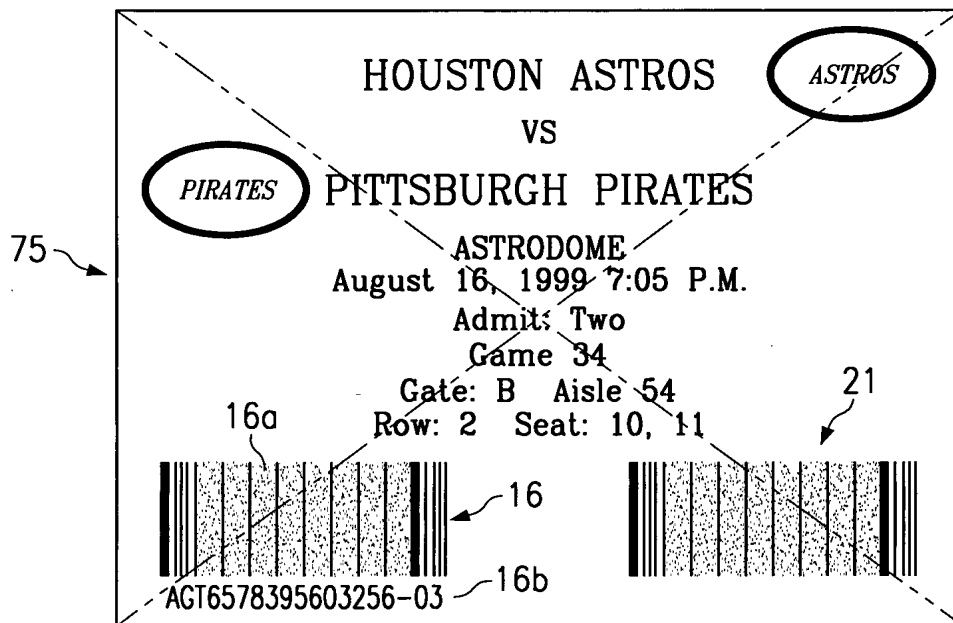 HOUSTON ASTROS
ASTROS
VS
PIRATES
PITTSBURGH PIRATES
75
ASTRODOME
August 16, 1999 7:05 P.M.
Admit: Two
Game 34
Gate: B Aisle 54
Row: 2 Seat: 10, 11
16a
21
16
16b
AGT6578395603256-03